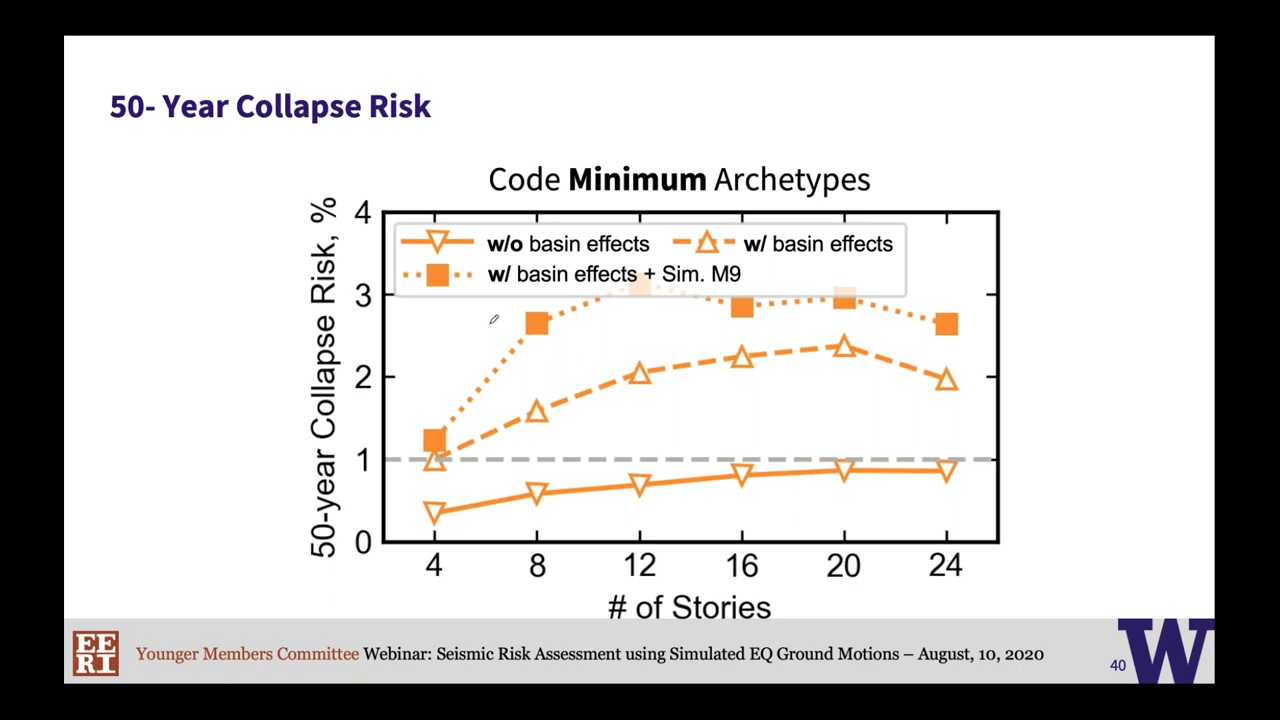 50- Year Collapse Risk
Code Minimum Archetypes
50-year Collapse Risk, %
4
3
2
1
0
w/o basin effects
w/ basin effects
w/ basin effects + Sim. M9
4 8 12 16 20 24
# of Stories
EE
RI
Younger Members Committee Webinar: Seismic Risk Assessment using Simulated EQ Ground Motions – August, 10, 2020
40
W